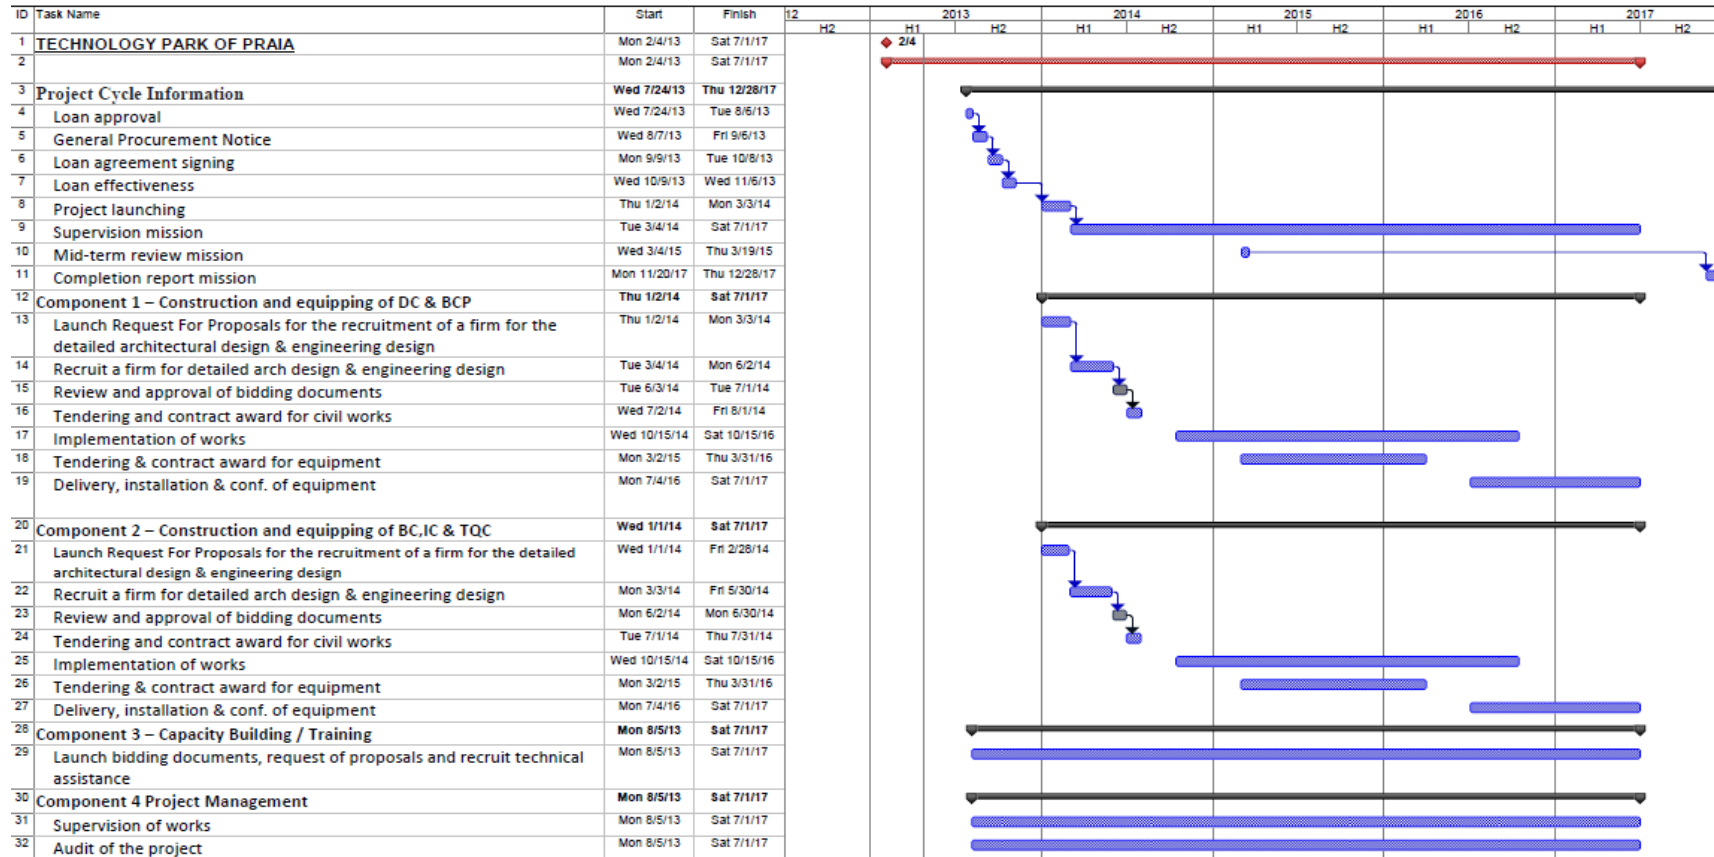 ID Task Name Start Finish 12 2013 2014 2015 2016 2017
H2 H1 H2 H1 H2 H1 H2 H1 H2 H1 H2
1 TECHNOLOGY PARK OF PRAIA Mon 2/4/13 Sat 7/1/17 2/4
2 Mon 2/4/13 Sat 7/1/17
3 Project Cycle Information Wed 7/24/13 Thu 12/28/17
4 Loan approval Wed 7/24/13 Tue 8/6/13
5 General Procurement Notice Wed 8/7/13 Fri 9/6/13
6 Loan agreement signing Mon 9/9/13 Tue 10/8/13
7 Loan effectiveness Wed 10/9/13 Wed 11/6/13
8 Project launching Thu 1/2/14 Mon 3/3/14
9 Supervision mission Tue 3/4/14 Sat 7/1/17
10 Mid-term review mission Wed 3/4/15 Thu 3/19/15
11 Completion report mission Mon 11/20/17 Thu 12/28/17
12 Component 1 – Construction and equipping of DC & BCP Thu 1/2/14 Sat 7/1/17
13 Launch Request For Proposals for the recruitment of a firm for the Thu 1/2/14 Mon 3/3/14
detailed architectural design & engineering design
14 Recruit a firm for detailed arch design & engineering design Tue 3/4/14 Mon 6/2/14
15 Review and approval of bidding documents Tue 6/3/14 Tue 7/1/14
16 Tendering and contract award for civil works Wed 7/2/14 Fri 8/1/14
17 Implementation of works Wed 10/15/14 Sat 10/15/16
18 Tendering & contract award for equipment Mon 3/2/15 Thu 3/31/16
19 Delivery, installation & conf. of equipment Mon 7/4/16 Sat 7/1/17
20 Component 2 – Construction and equipping of BC,IC & TQC Wed 1/1/14 Sat 7/1/17
21 Launch Request For Proposals for the recruitment of a firm for the detailed Wed 1/1/14 Fri 2/28/14
architectural design & engineering design
22 Recruit a firm for detailed arch design & engineering design Mon 3/3/14 Fri 5/30/14
23 Review and approval of bidding documents Mon 6/2/14 Mon 6/30/14
24 Tendering and contract award for civil works Tue 7/1/14 Thu 7/31/14
25 Implementation of works Wed 10/15/14 Sat 10/15/16
26 Tendering & contract award for equipment Mon 3/2/15 Thu 3/31/16
27 Delivery, installation & conf. of equipment Mon 7/4/16 Sat 7/1/17
28 Component 3 – Capacity Building / Training Mon 8/5/13 Sat 7/1/17
29 Launch bidding documents, request of proposals and recruit technical Mon 8/5/13 Sat 7/1/17
assistance
30 Component 4 Project Management Mon 8/5/13 Sat 7/1/17
31 Supervision of works Mon 8/5/13 Sat 7/1/17
32 Audit of the project Mon 8/5/13 Sat 7/1/17